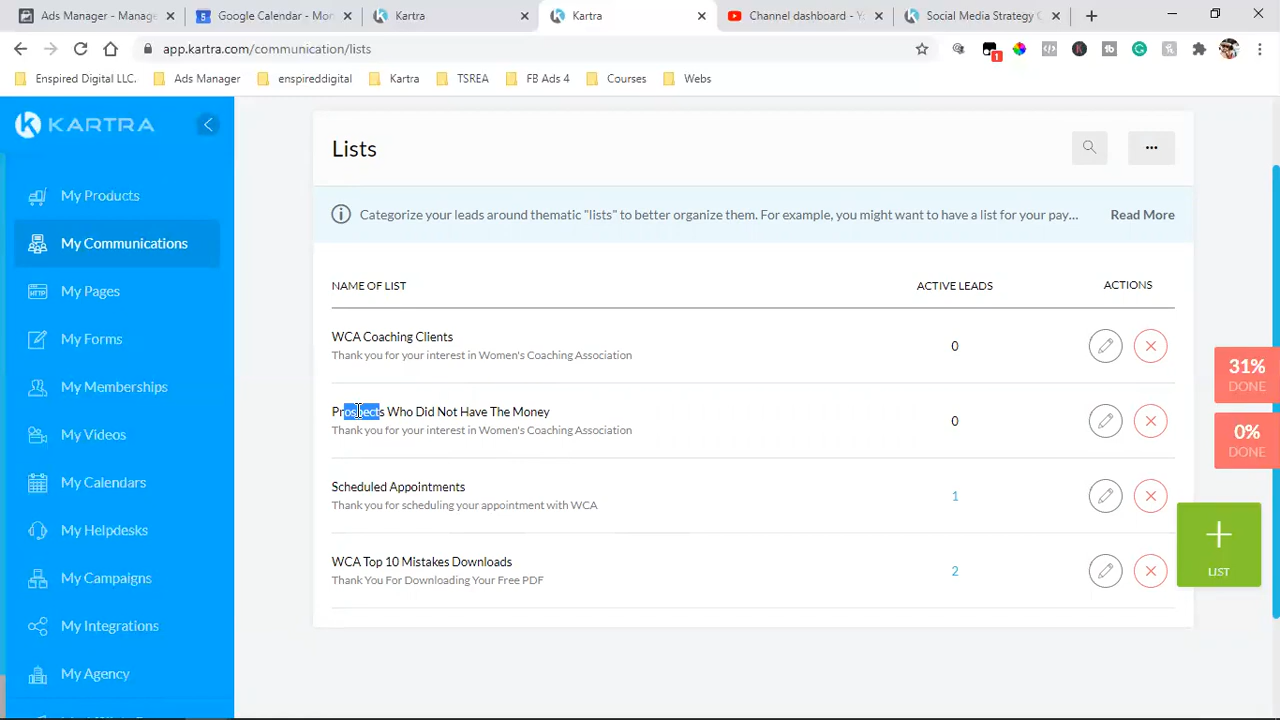 Ads Manager - Manage
Google Calendar - Mor
Kartra
Kartra
Channel dashboard - Y
Social Media Strategy C
app.kartra.com/communication/lists
1
Enspired Digital LLC.
Ads Manager
enspireddigital
Kartra
TSREA
FB Ads 4
Courses
Webs
KARTRA
My Products
My Communications
My Pages
My Forms
My Memberships
My Videos
My Calendars
My Helpdesks
My Campaigns
My Integrations
My Agency
Lists
...
Categorize your leads around thematic "lists" to better organize them. For example, you might want to have a list for your pay...
Read More
NAME OF LIST
ACTIVE LEADS
ACTIONS
WCA Coaching Clients
Thank you for your interest in Women's Coaching Association
0
Prospects Who Did Not Have The Money
Thank you for your interest in Women's Coaching Association
0
Scheduled Appointments
Thank you for scheduling your appointment with WCA
1
WCA Top 10 Mistakes Downloads
Thank You For Downloading Your Free PDF
2
31%
DONE
0%
DONE
+
LIST